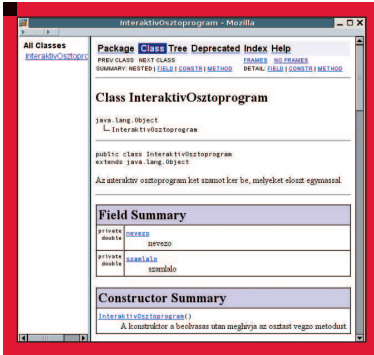 InteraktivOsztoprogram - Mozilla
All Classes
InteraktivOsztoprc
Package Class Tree Deprecated Index Help
PREV CLASS NEXT CLASS
FRAMES NO FRAMES
SUMMARY: NESTED | FIELD | CONSTR | METHOD
DETAIL: FIELD | CONSTR | METHOD
Class InteraktivOsztoprogram
java.lang.Object
InteraktivOsztoprogram
public class InteraktivOsztoprogram
extends java.lang.Object
Az interaktiv osztoprogram ket szamot ker be, melyeket eloszt egymassal.
Field Summary
private double
nevezo
nevezo
private double
szamlalo
szamlalo
Constructor Summary
InteraktivOsztoprogram()
A konstruktor a beolvasas utan meghivja az osztast vegzo metodust.